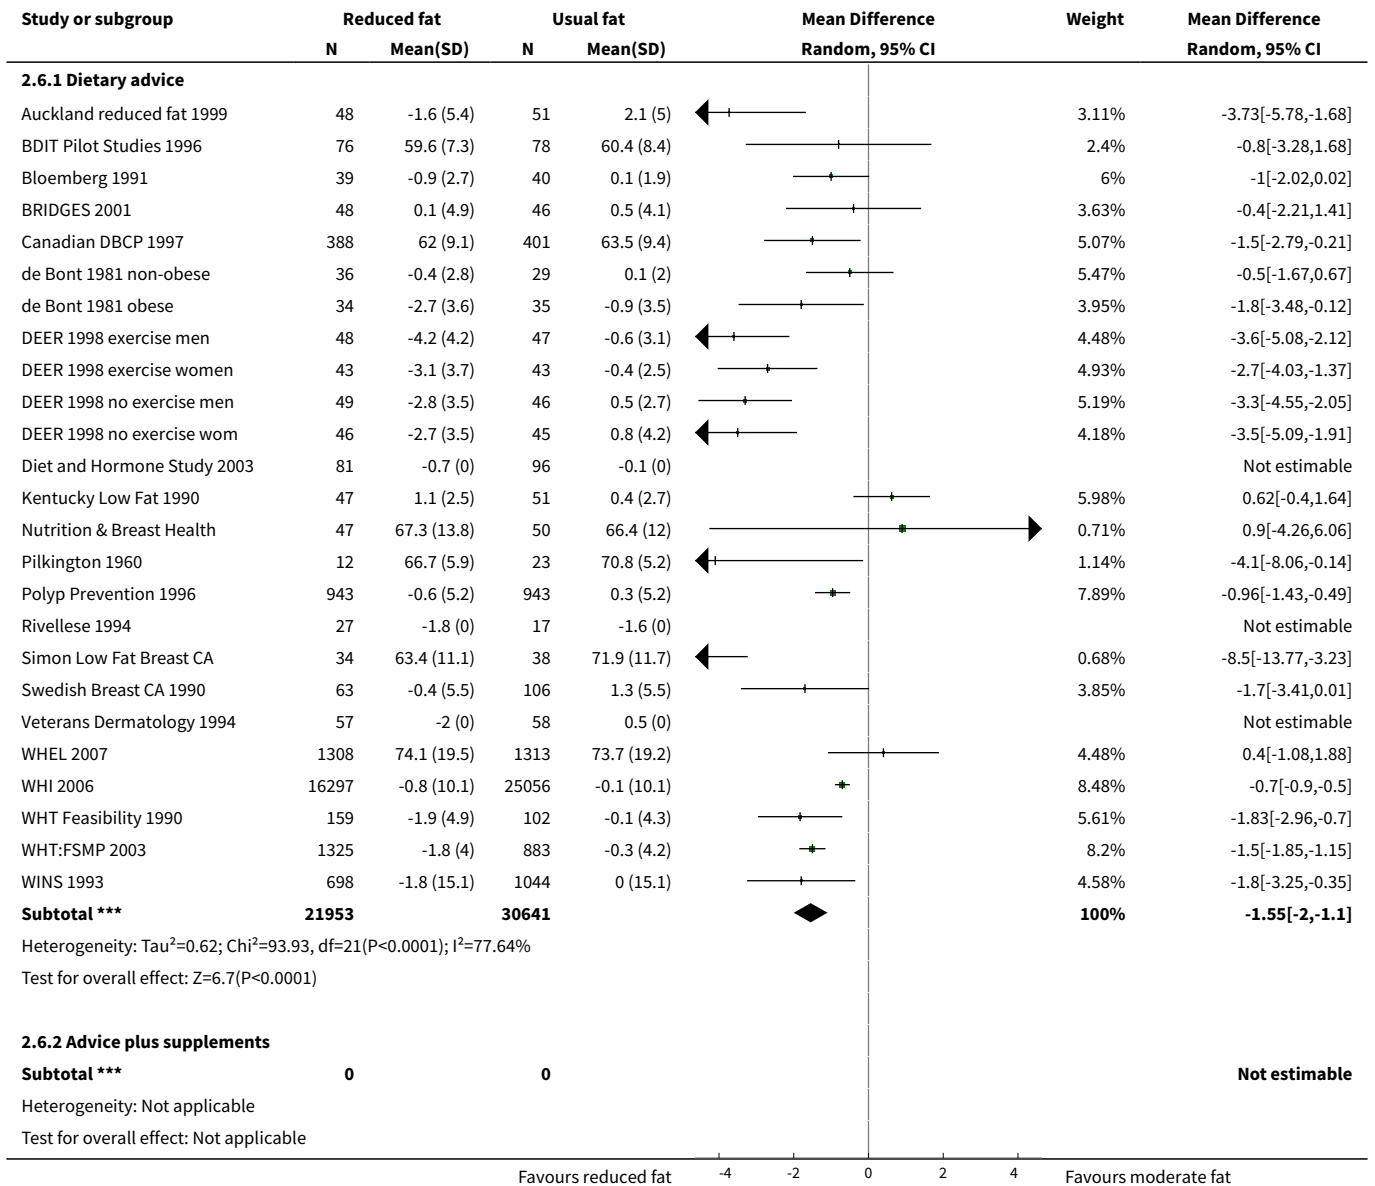 Study or subgroup Reduced fat Usual fat Mean Difference Weight Mean Difference
N Mean(SD) N Mean(SD) Random, 95% CI Random, 95% CI
2.6.1 Dietary advice
Auckland reduced fat 1999 48 -1.6 (5.4) 51 2.1 (5) 3.11% -3.73[-5.78,-1.68]
BDIT Pilot Studies 1996 76 59.6 (7.3) 78 60.4 (8.4) 2.4% -0.8[-3.28,1.68]
Bloemberg 1991 39 -0.9 (2.7) 40 0.1 (1.9) 6% -1[-2.02,0.02]
BRIDGES 2001 48 0.1 (4.9) 46 0.5 (4.1) 3.63% -0.4[-2.21,1.41]
Canadian DBCP 1997 388 62 (9.1) 401 63.5 (9.4) 5.07% -1.5[-2.79,-0.21]
de Bont 1981 non-obese 36 -0.4 (2.8) 29 0.1 (2) 5.47% -0.5[-1.67,0.67]
de Bont 1981 obese 34 -2.7 (3.6) 35 -0.9 (3.5) 3.95% -1.8[-3.48,-0.12]
DEER 1998 exercise men 48 -4.2 (4.2) 47 -0.6 (3.1) 4.48% -3.6[-5.08,-2.12]
DEER 1998 exercise women 43 -3.1 (3.7) 43 -0.4 (2.5) 4.93% -2.7[-4.03,-1.37]
DEER 1998 no exercise men 49 -2.8 (3.5) 46 0.5 (2.7) 5.19% -3.3[-4.55,-2.05]
DEER 1998 no exercise wom 46 -2.7 (3.5) 45 0.8 (4.2) 4.18% -3.5[-5.09,-1.91]
Diet and Hormone Study 2003 81 -0.7 (0) 96 -0.1 (0) Not estimable
Kentucky Low Fat 1990 47 1.1 (2.5) 51 0.4 (2.7) 5.98% 0.62[-0.4,1.64]
Nutrition & Breast Health 47 67.3 (13.8) 50 66.4 (12) 0.71% 0.9[-4.26,6.06]
Pilkington 1960 12 66.7 (5.9) 23 70.8 (5.2) 1.14% -4.1[-8.06,-0.14]
Polyp Prevention 1996 943 -0.6 (5.2) 943 0.3 (5.2) 7.89% -0.96[-1.43,-0.49]
Rivellese 1994 27 -1.8 (0) 17 -1.6 (0) Not estimable
Simon Low Fat Breast CA 34 63.4 (11.1) 38 71.9 (11.7) 0.68% -8.5[-13.77,-3.23]
Swedish Breast CA 1990 63 -0.4 (5.5) 106 1.3 (5.5) 3.85% -1.7[-3.41,0.01]
Veterans Dermatology 1994 57 -2 (0) 58 0.5 (0) Not estimable
WHEL 2007 1308 74.1 (19.5) 1313 73.7 (19.2) 4.48% 0.4[-1.08,1.88]
WHI 2006 16297 -0.8 (10.1) 25056 -0.1 (10.1) 8.48% -0.7[-0.9,-0.5]
WHT Feasibility 1990 159 -1.9 (4.9) 102 -0.1 (4.3) 5.61% -1.83[-2.96,-0.7]
WHT:FSMP 2003 1325 -1.8 (4) 883 -0.3 (4.2) 8.2% -1.5[-1.85,-1.15]
WINS 1993 698 -1.8 (15.1) 1044 0 (15.1) 4.58% -1.8[-3.25,-0.35]
Subtotal *** 21953 30641 100% -1.55[-2,-1.1]
Heterogeneity: Tau²=0.62; Chi²=93.93, df=21(P<0.0001); I²=77.64%
Test for overall effect: Z=6.7(P<0.0001)
2.6.2 Advice plus supplements
Subtotal *** 0 0 Not estimable
Heterogeneity: Not applicable
Test for overall effect: Not applicable
Favours reduced fat -4 -2 0 2 4 Favours moderate fat